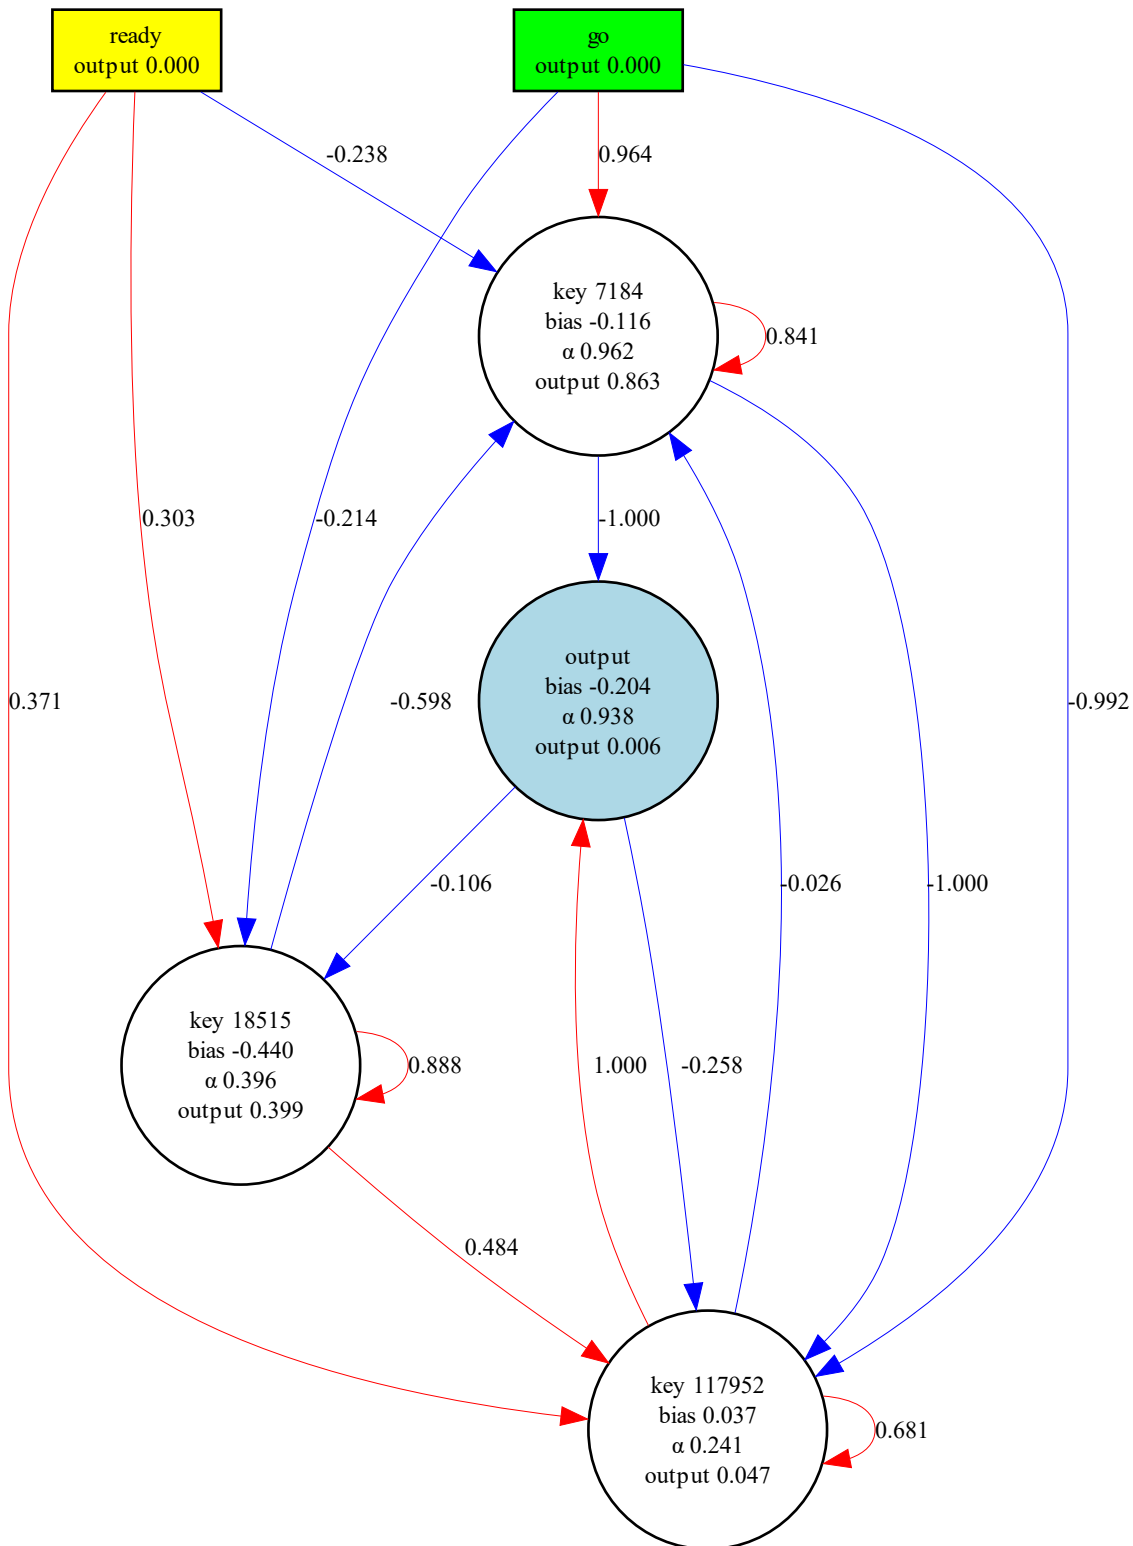 ready
output 0.000
go
output 0.000
-0.238
0.964
key 7184
bias -0.116
α 0.962
output 0.863
0.841
0.303
-0.214
-1.000
0.371
-0.598
output
bias -0.204
α 0.938
output 0.006
-0.992
-0.106
-0.026
-1.000
key 18515
bias -0.440
α 0.396
output 0.399
0.888
1.000
-0.258
0.484
key 117952
bias 0.037
α 0.241
output 0.047
0.681